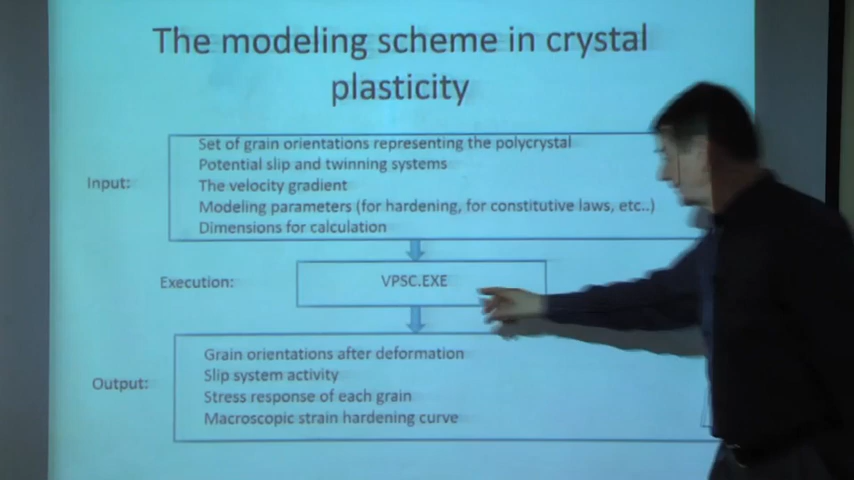 The modeling scheme in crystal
plasticity
Input:
Set of grain orientations representing the polycrystal
Potential slip and twinning systems
The velocity gradient
Modeling parameters (for hardening, for constitutive laws, etc..)
Dimensions for calculation
Execution:
VPSC.EXE
Output:
Grain orientations after deformation
Slip system activity
Stress response of each grain
Macroscopic strain hardening curve